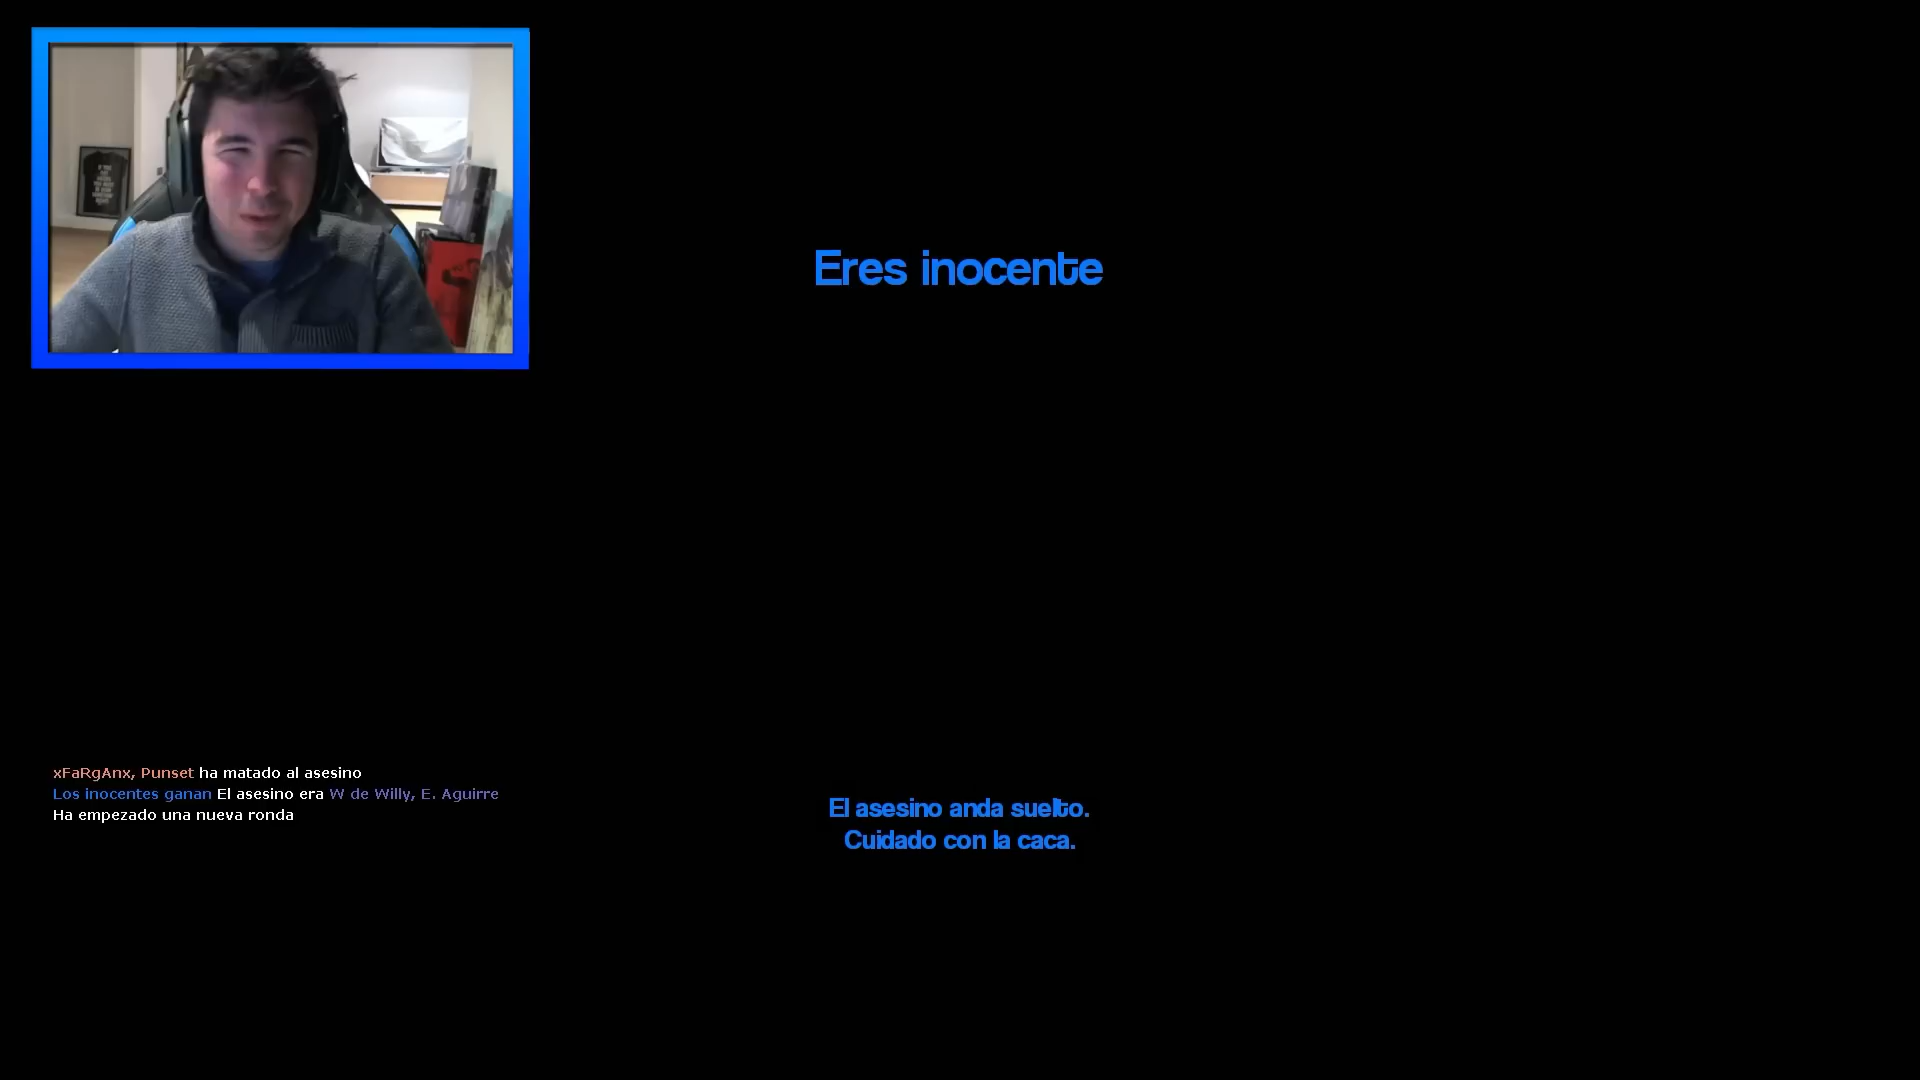 Eres inocente
xFaRgAnx, Punset ha matado al asesino
Los inocentes ganan El asesino era W de Willy, E. Aguirre
Ha empezado una nueva ronda
El asesino anda suelto.
Cuidado con la caca.